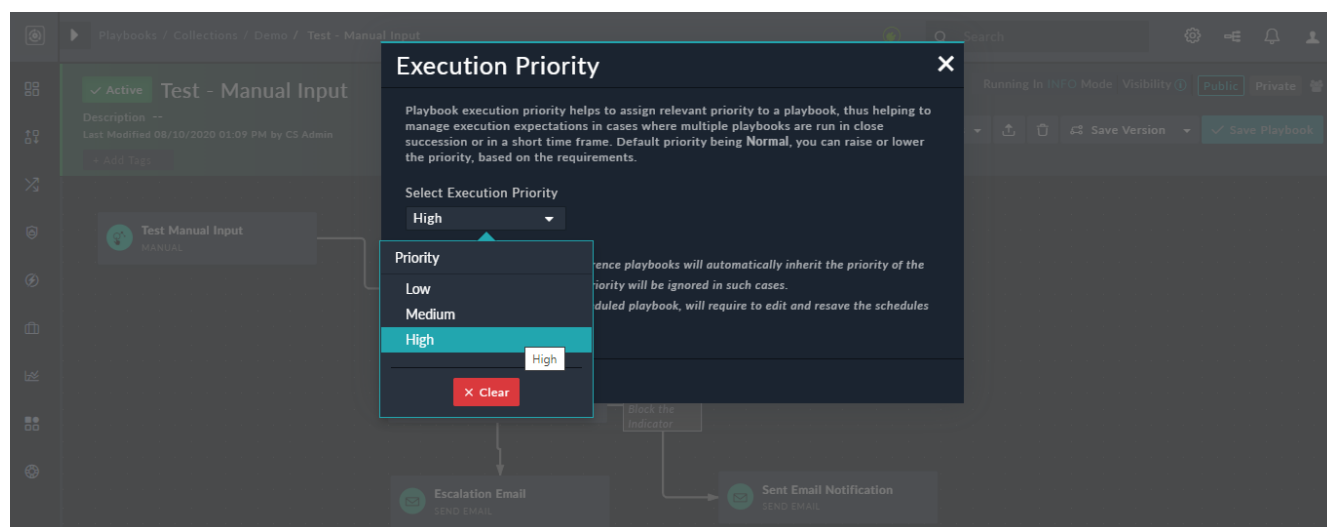 Playbooks / Collections / Demo / Test - Manual Input
Search
Active
Test - Manual Input
Description --
Last Modified 08/10/2020 01:09 PM by CS Admin
+ Add Tags
Running In INFO Mode
Visibility
Public
Private
Save Version
Save Playbook
Execution Priority
Playbook execution priority helps to assign relevant priority to a playbook, thus helping to
manage execution expectations in cases where multiple playbooks are run in close
succession or in a short time frame. Default priority being Normal, you can raise or lower
the priority, based on the requirements.
Select Execution Priority
High
Priority
Low
Medium
High
High
Clear
playbooks will automatically inherit the priority of the
will be ignored in such cases.
playbook, will require to edit and resave the schedules
Test Manual Input
MANUAL
Block the
Indicator
Escalation Email
SEND EMAIL
Sent Email Notification
SEND EMAIL